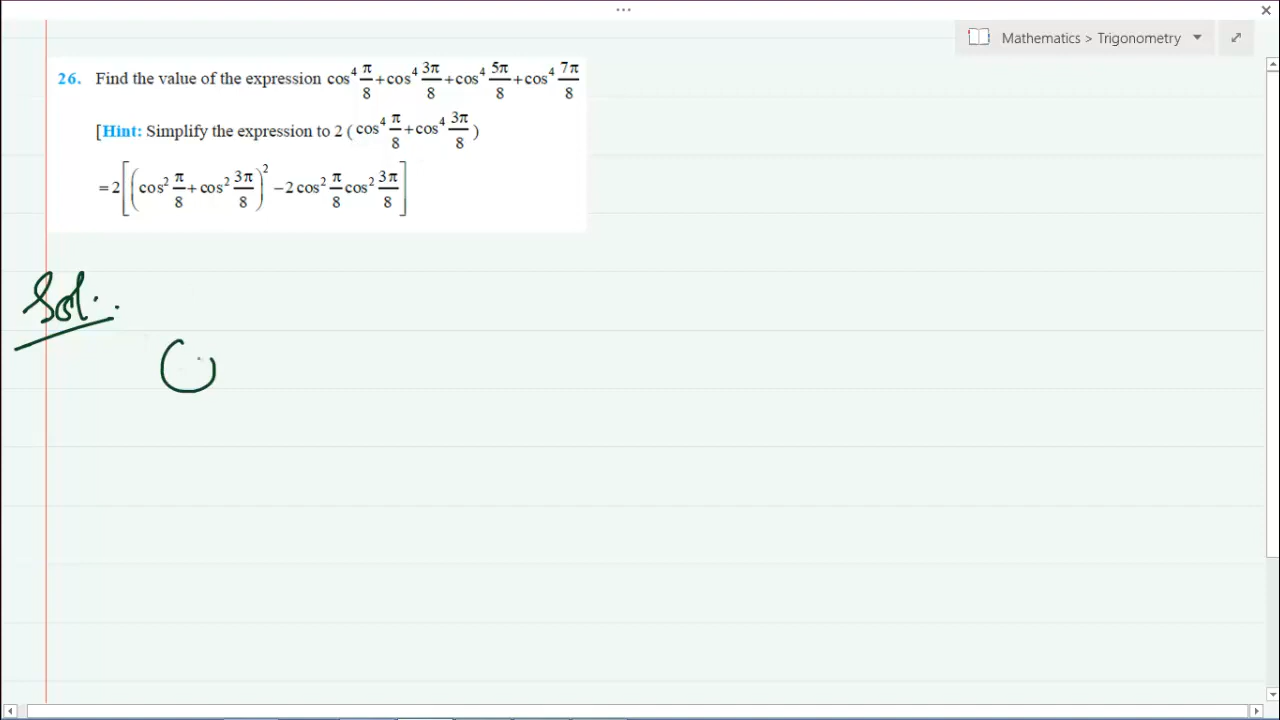 Mathematics > Trigonometry
26. Find the value of the expression cos⁴ π/8 + cos⁴ 3π/8 + cos⁴ 5π/8 + cos⁴ 7π/8
[Hint: Simplify the expression to 2 ( cos⁴ π/8 + cos⁴ 3π/8 )
= 2 [ ( cos² π/8 + cos² 3π/8 )² − 2 cos² π/8 cos² 3π/8 ]
Sol.: